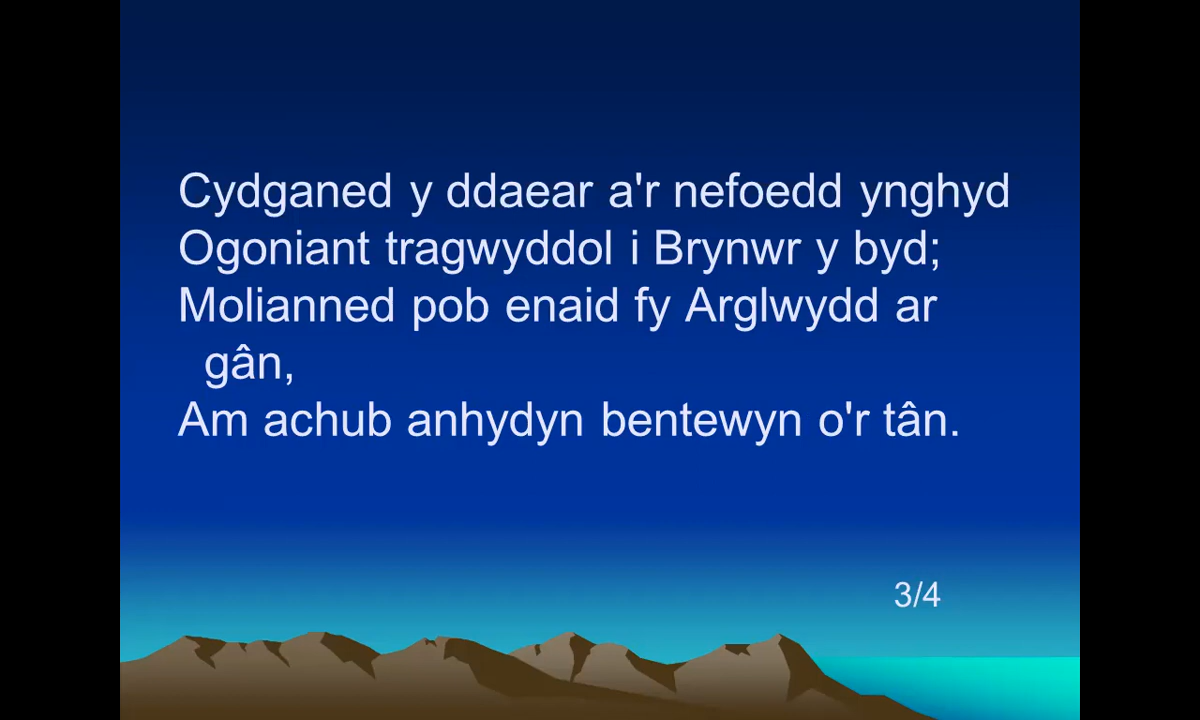 Cydganed y ddaear a'r nefoedd ynghyd
Ogoniant tragwyddol i Brynwr y byd;
Molianned pob enaid fy Arglwydd ar
gân,
Am achub anhydyn bentewyn o'r tân.
3/4